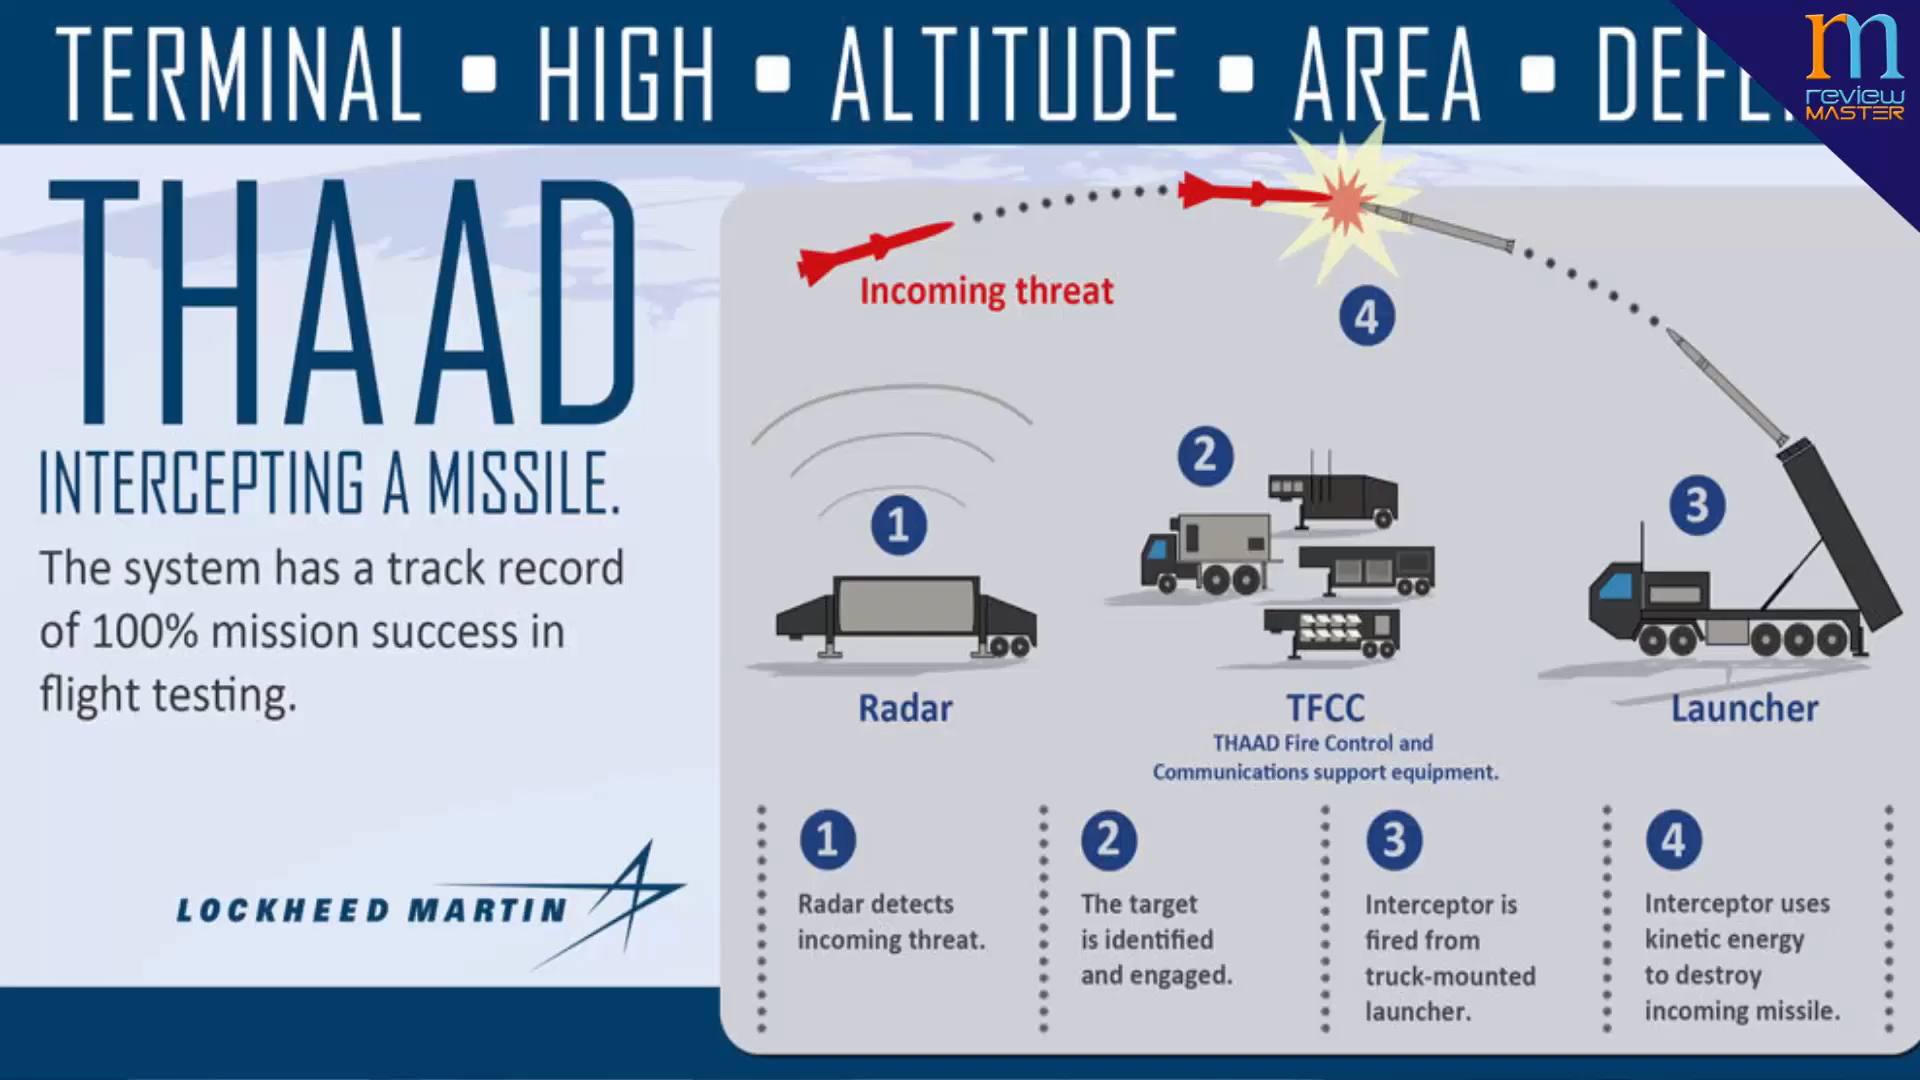 TERMINAL ▪ HIGH ▪ ALTITUDE ▪ AREA ▪
review
MASTER
THAAD
INTERCEPTING A MISSILE.
The system has a track record
of 100% mission success in
flight testing.
LOCKHEED MARTIN
Incoming threat
4
1
2
3
Radar
TFCC
THAAD Fire Control and
Communications support equipment.
Launcher
1
Radar detects
incoming threat.
2
The target
is identified
and engaged.
3
Interceptor is
fired from
truck-mounted
launcher.
4
Interceptor uses
kinetic energy
to destroy
incoming missile.